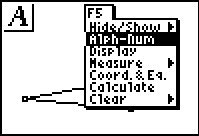 A
F5
Hide/Show
Alph-Num
Display
Measure
Coord. & Eq.
Calculate
Clear